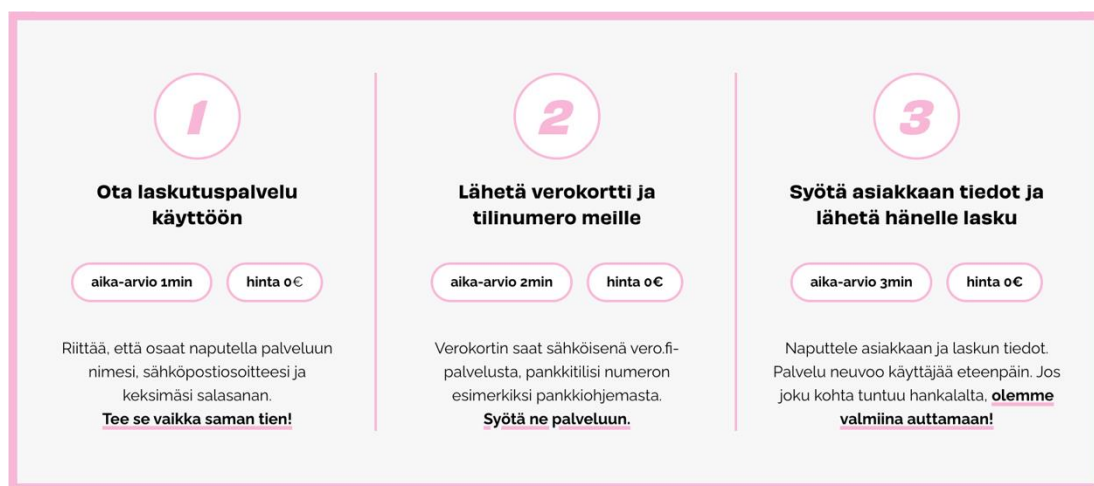 1
Ota laskutuspalvelu
käyttöön
aika-arvio 1min
hinta 0€
Riittää, että osaat naputella palveluun
nimesi, sähköpostiosoitteesi ja
keksimäsi salasanan.
Tee se vaikka saman tien!
2
Lähetä verokortti ja
tilinumero meille
aika-arvio 2min
hinta 0€
Verokortin saat sähköisenä vero.fi-
palvelusta, pankkitilisi numeron
esimerkiksi pankkiohjemasta.
Syötä ne palveluun.
3
Syötä asiakkaan tiedot ja
lähetä hänelle lasku
aika-arvio 3min
hinta 0€
Naputtele asiakkaan ja laskun tiedot.
Palvelu neuvoo käyttäjää eteenpäin. Jos
joku kohta tuntuu hankalalta, olemme
valmiina auttamaan!